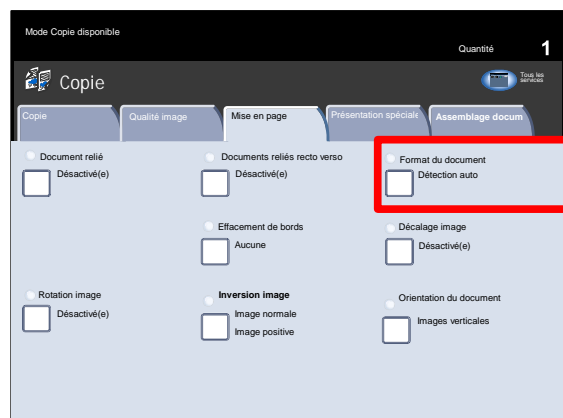 Mode Copie disponible
Quantité 1
Copie
Tous les
services
Copie
Qualité image
Mise en page
Présentation spéciale
Assemblage docum
Document relié
Désactivé(e)
Documents reliés recto verso
Désactivé(e)
Format du document
Détection auto
Effacement de bords
Aucune
Décalage image
Désactivé(e)
Rotation image
Désactivé(e)
Inversion image
Image normale
Image positive
Orientation du document
Images verticales